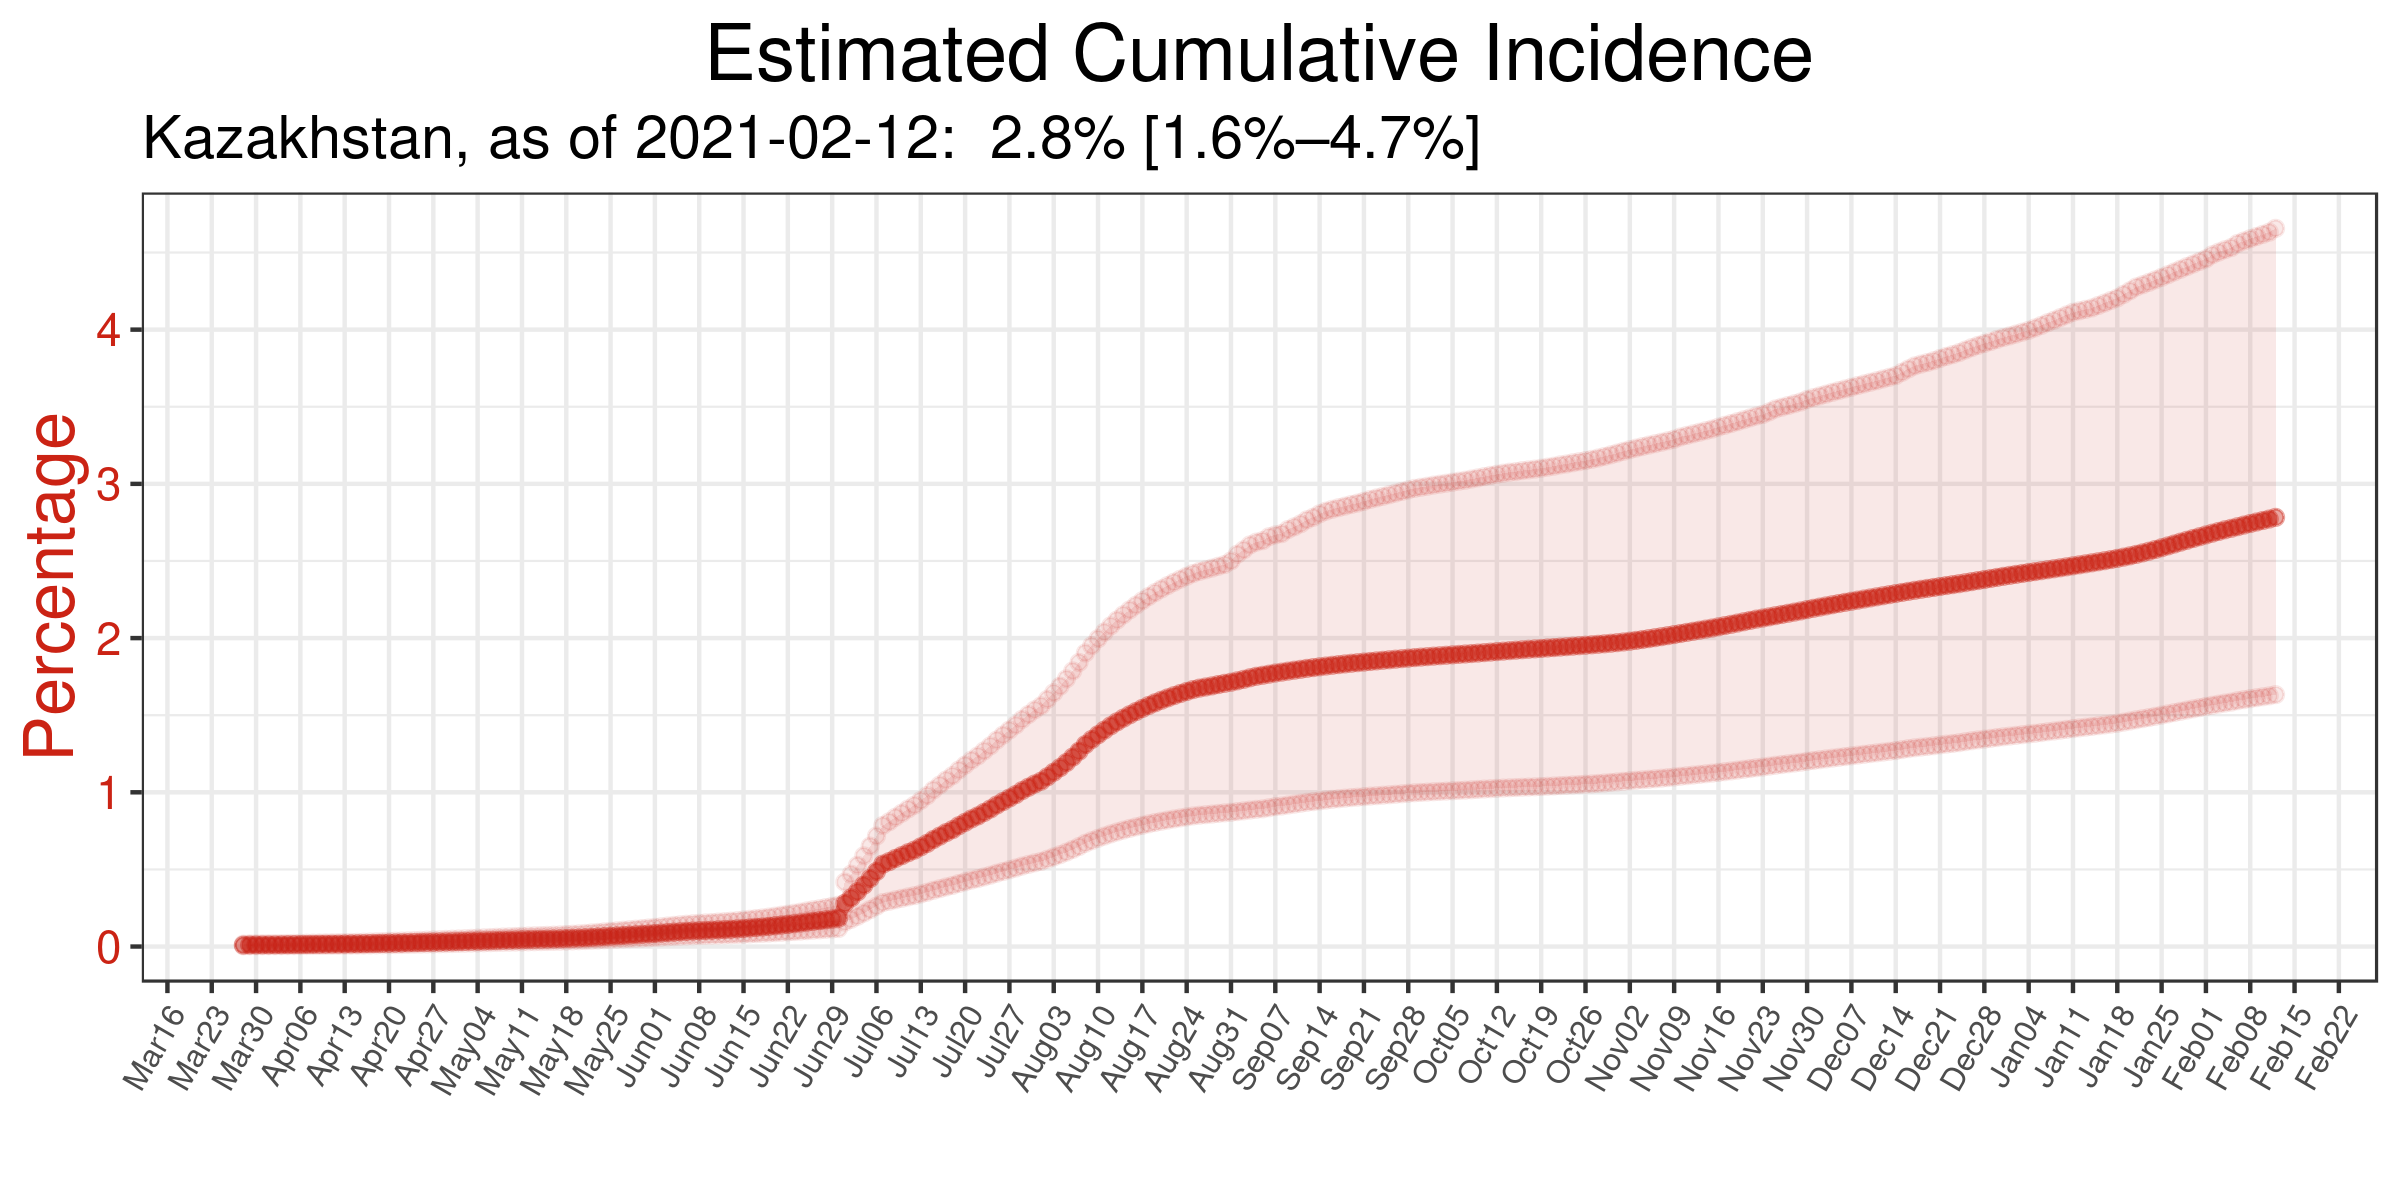 Estimated Cumulative Incidence
Kazakhstan, as of 2021-02-12:  2.8% [1.6%–4.7%]
Percentage
4
3
2
1
0
Mar16 Mar23 Mar30 Apr06 Apr13 Apr20 Apr27 May04 May11 May18 May25 Jun01 Jun08 Jun15 Jun22 Jun29 Jul06 Jul13 Jul20 Jul27 Aug03 Aug10 Aug17 Aug24 Aug31 Sep07 Sep14 Sep21 Sep28 Oct05 Oct12 Oct19 Oct26 Nov02 Nov09 Nov16 Nov23 Nov30 Dec07 Dec14 Dec21 Dec28 Jan04 Jan11 Jan18 Jan25 Feb01 Feb08 Feb15 Feb22